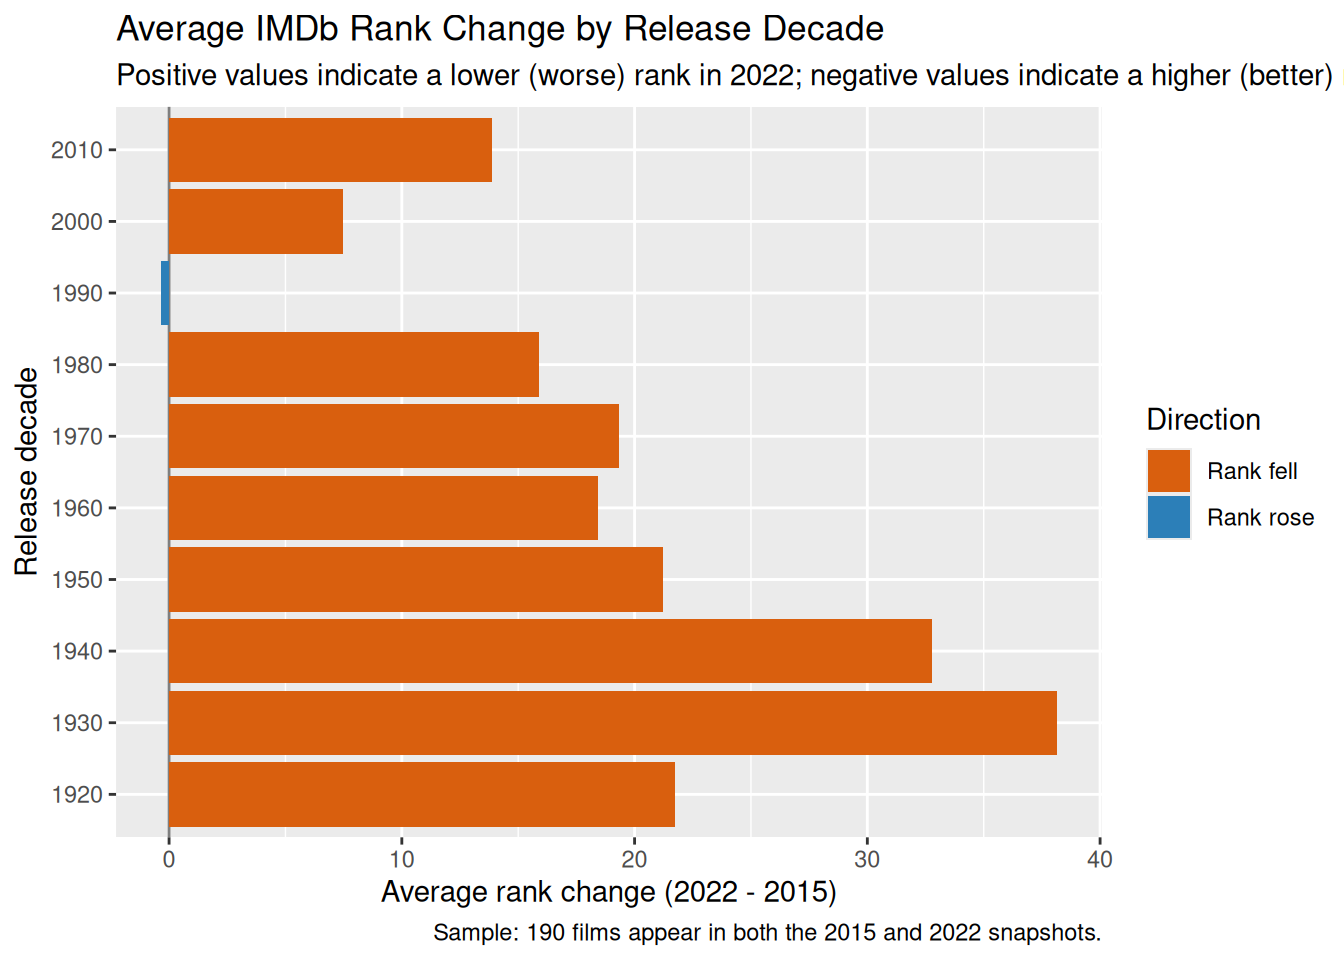 Average IMDb Rank Change by Release Decade
Positive values indicate a lower (worse) rank in 2022; negative values indicate a higher (better)
2010
2000
1990
1980
1970
1960
1950
1940
1930
1920
Release decade
0 10 20 30 40
Average rank change (2022 - 2015)
Sample: 190 films appear in both the 2015 and 2022 snapshots.
Direction
Rank fell
Rank rose